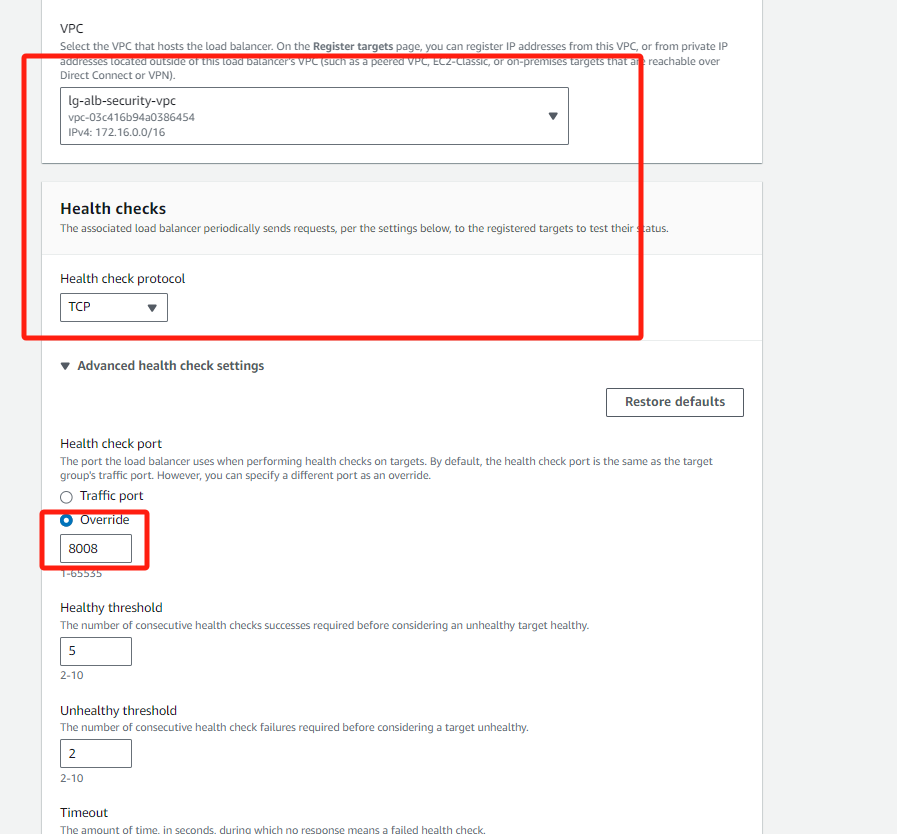 VPC
Select the VPC that hosts the load balancer. On the Register targets page, you can register IP addresses from this VPC, or from private IP
addresses located outside of this load balancer's VPC (such as a peered VPC, EC2-Classic, or on-premises targets that are reachable over
Direct Connect or VPN).
lg-alb-security-vpc
vpc-03c416b94a0386454
IPv4: 172.16.0.0/16
Health checks
The associated load balancer periodically sends requests, per the settings below, to the registered targets to test their status.
Health check protocol
TCP
Advanced health check settings
Restore defaults
Health check port
The port the load balancer uses when performing health checks on targets. By default, the health check port is the same as the target
group's traffic port. However, you can specify a different port as an override.
Traffic port
Override
8008
1-65535
Healthy threshold
The number of consecutive health checks successes required before considering an unhealthy target healthy.
5
2-10
Unhealthy threshold
The number of consecutive health check failures required before considering a target unhealthy.
2
2-10
Timeout
The amount of time, in seconds, during which no response means a failed health check.